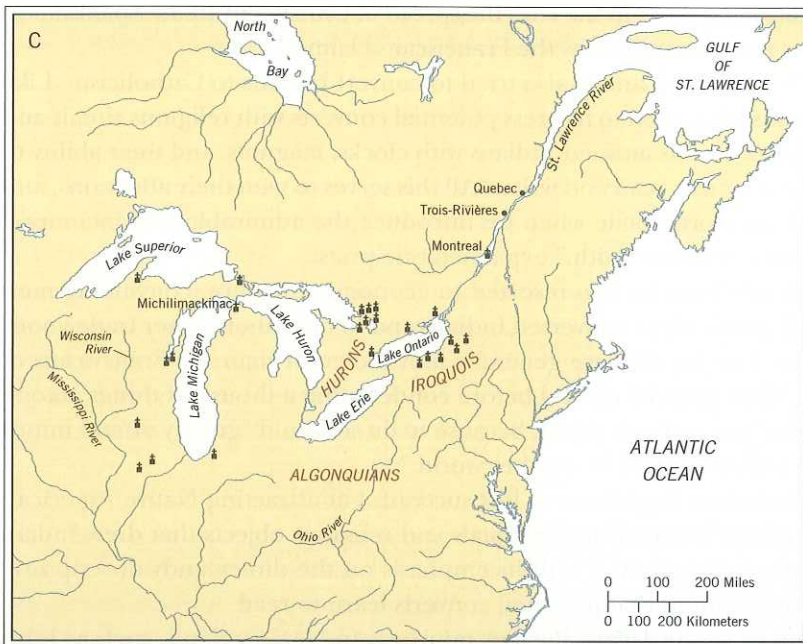 C
North
Bay
GULF
OF
ST. LAWRENCE
St. Lawrence River
Quebec
Trois-Rivières
Montreal
Lake Superior
Michilimackinac
Wisconsin
River
Mississippi River
Lake Michigan
Lake Huron
HURONS
Lake Ontario
IROQUOIS
Lake Erie
ALGONQUIANS
Ohio River
ATLANTIC
OCEAN
0 100 200 Miles
0 100 200 Kilometers